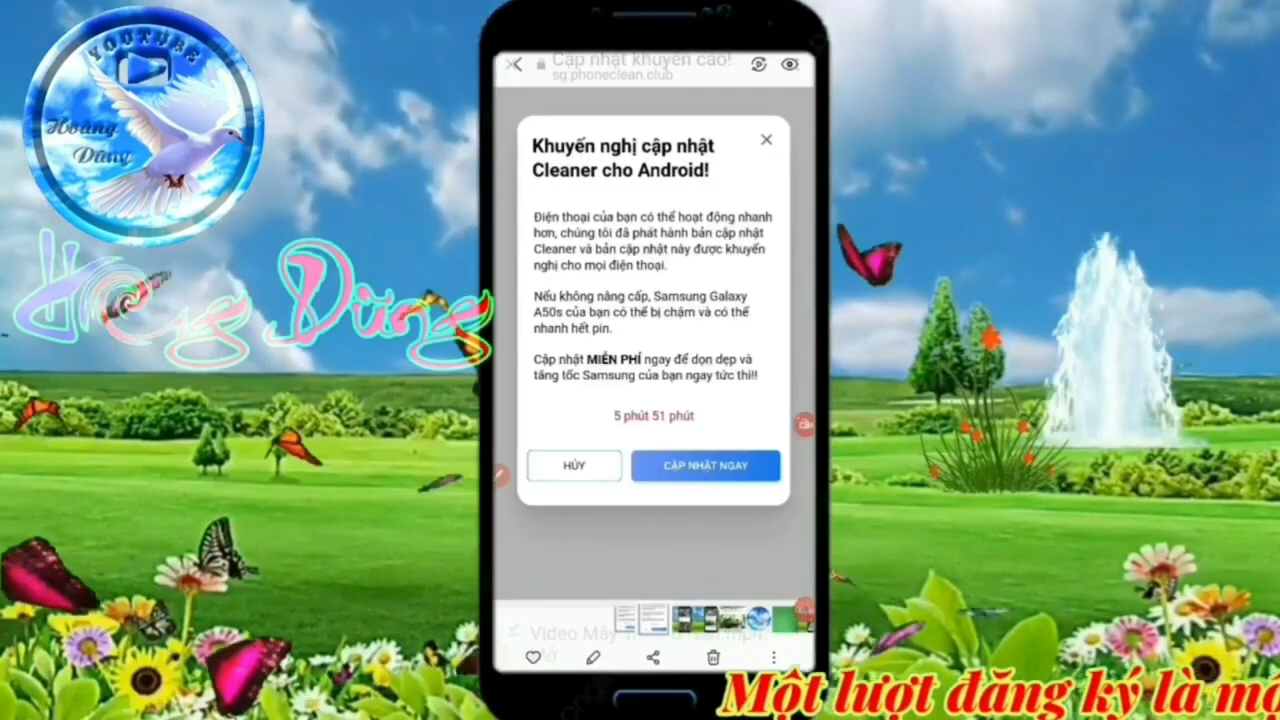 YOUTUBE
Hoàng
Dũng
Dũng
Cập nhật khuyến cáo!
sg.phoneclean.club
Khuyến nghị cập nhật
Cleaner cho Android!
Điện thoại của bạn có thể hoạt động nhanh
hơn, chúng tôi đã phát hành bản cập nhật
Cleaner và bản cập nhật này được khuyến
nghị cho mọi điện thoại.
Nếu không nâng cấp, Samsung Galaxy
A50s của bạn có thể bị chậm và có thể
nhanh hết pin.
Cập nhật MIỄN PHÍ ngay để dọn dẹp và
tăng tốc Samsung của bạn ngay tức thì!!
5 phút 51 phút
HỦY
CẬP NHẬT NGAY
Video Mây
Một lượt đăng ký là